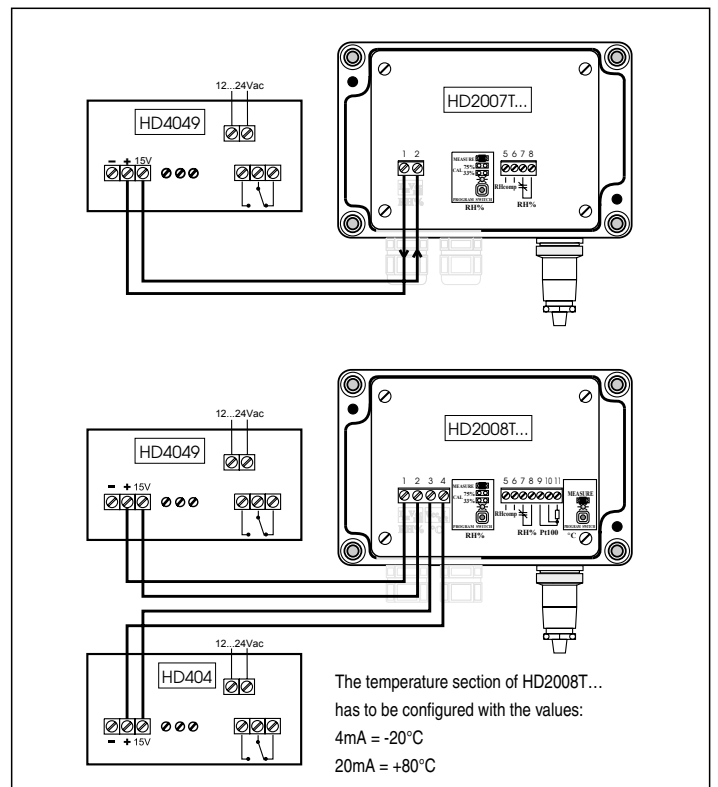 12...24Vac
HD4049
– + 15V
HD2007T...
1 2
MEASURE
75%
CAL
33%
PROGRAM SWITCH
RH%
5 6 7 8
RHcomp
RH%
12...24Vac
HD4049
– + 15V
HD2008T...
1 2 3 4
MEASURE
75%
CAL
33%
PROGRAM SWITCH
RH%
5 6 7 8 9 10 11
RHcomp
RH% Pt100
MEASURE
PROGRAM SWITCH
°C
12...24Vac
HD404
– + 15V
The temperature section of HD2008T...
has to be configured with the values:
4mA = -20°C
20mA = +80°C